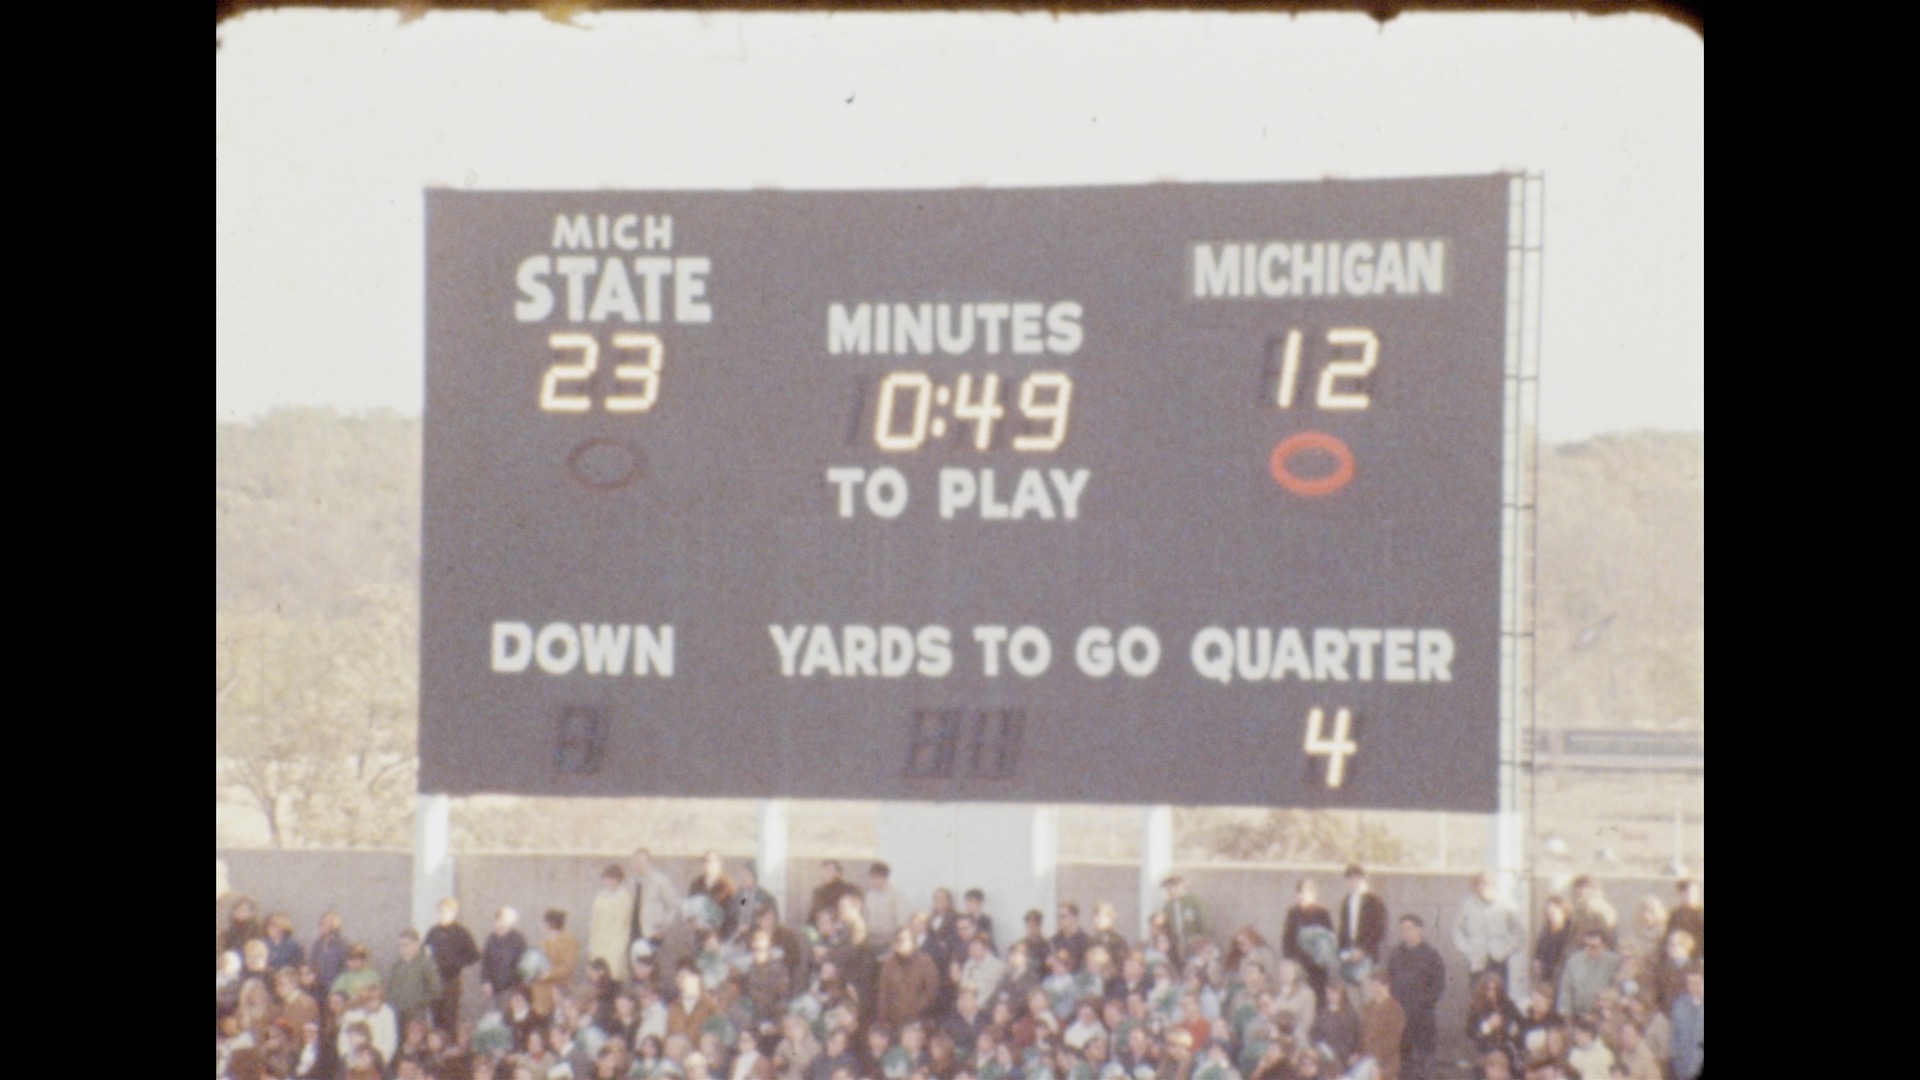 MICH
STATE
23
MICHIGAN
12
MINUTES
0:49
TO PLAY
DOWN
YARDS TO GO
QUARTER
4